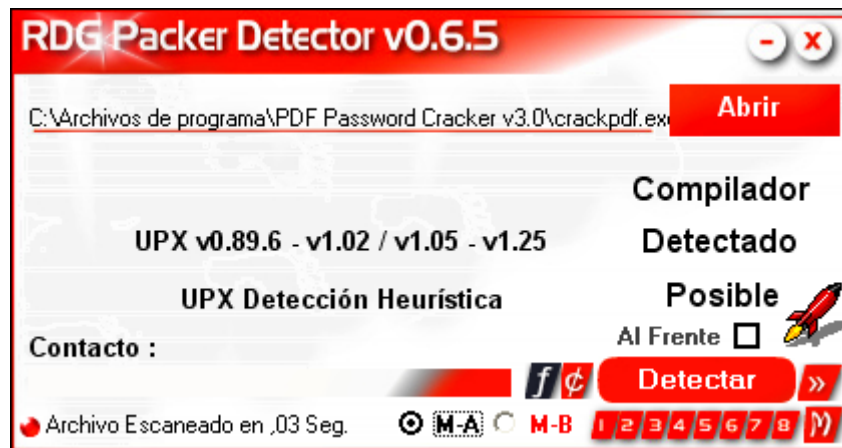 RDG Packer Detector v0.6.5
C:\Archivos de programa\PDF Password Cracker v3.0\crackpdf.exe
Abrir
Compilador
UPX v0.89.6 - v1.02 / v1.05 - v1.25
Detectado
UPX Detección Heurística
Posible
Al Frente
Contacto :
Detectar
»
Archivo Escaneado en ,03 Seg.
M-A
M-B
1 2 3 4 5 6 7 8